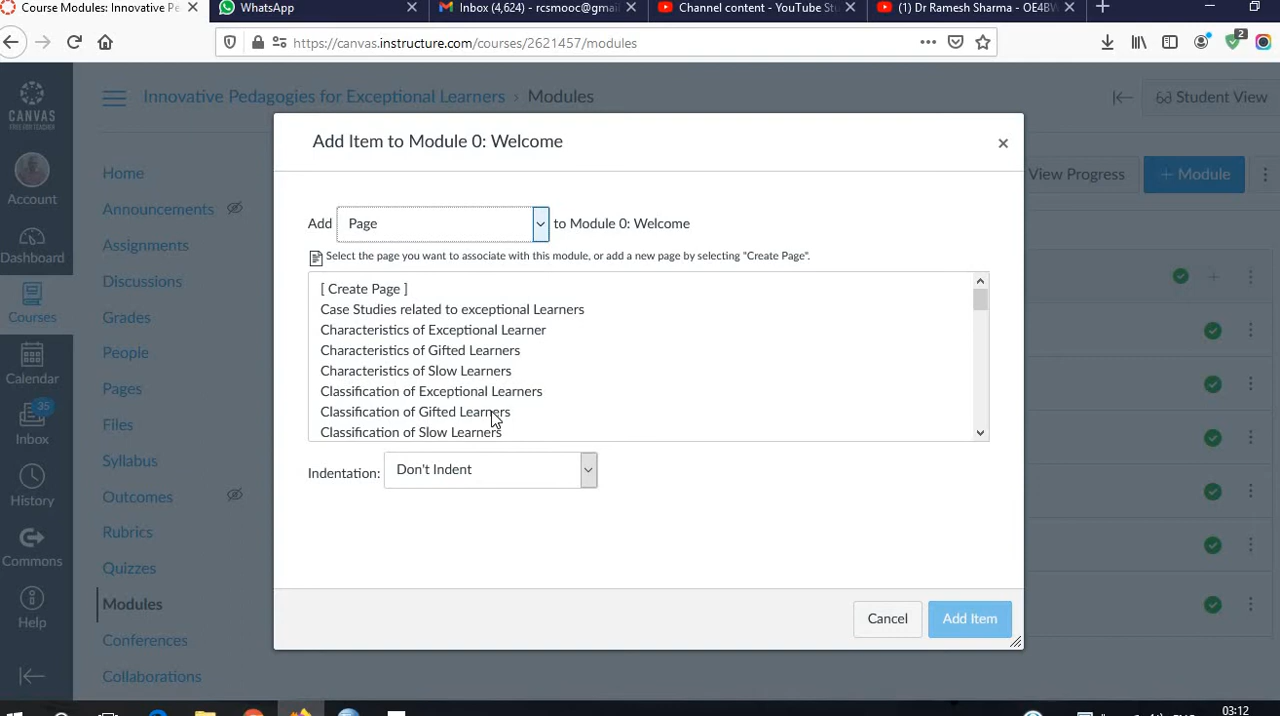 Course Modules: Innovative Pe
WhatsApp
Inbox (4,624) - rcsmooc@gmail
Channel content - YouTube Stu
(1) Dr Ramesh Sharma - OE4BW
https://canvas.instructure.com/courses/2621457/modules
2
CANVAS
FREE FOR TEACHER
Account
Dashboard
Courses
Calendar
35
Inbox
History
Commons
Help
Innovative Pedagogies for Exceptional Learners › Modules
Student View
Home
Announcements
Assignments
Discussions
Grades
People
Pages
Files
Syllabus
Outcomes
Rubrics
Quizzes
Modules
Conferences
Collaborations
View Progress
+ Module
Add Item to Module 0: Welcome
Add Page to Module 0: Welcome
Select the page you want to associate with this module, or add a new page by selecting "Create Page".
[ Create Page ]
Case Studies related to exceptional Learners
Characteristics of Exceptional Learner
Characteristics of Gifted Learners
Characteristics of Slow Learners
Classification of Exceptional Learners
Classification of Gifted Learners
Classification of Slow Learners
Indentation: Don't Indent
Cancel
Add Item
03:12